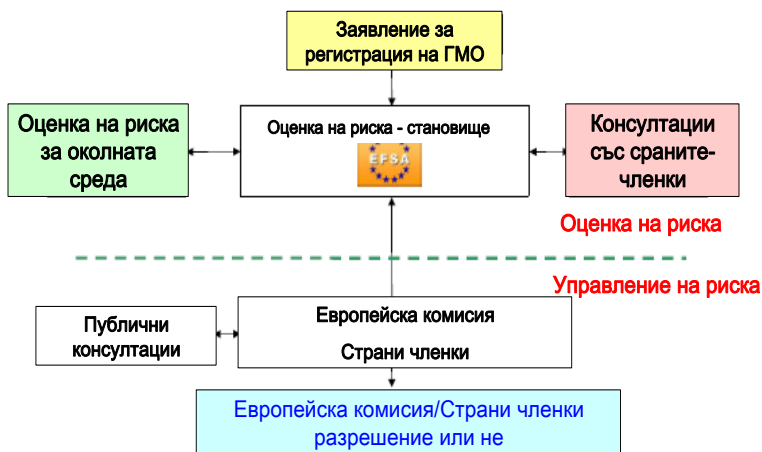 Заявление за
регистрация на ГМО
Оценка на риска
за околната
среда
Оценка на риска - становище
EFSA
Консултации
със сраните-
членки
Оценка на риска
Управление на риска
Публични
консултации
Европейска комисия
Страни членки
Европейска комисия/Страни членки
разрешение или не